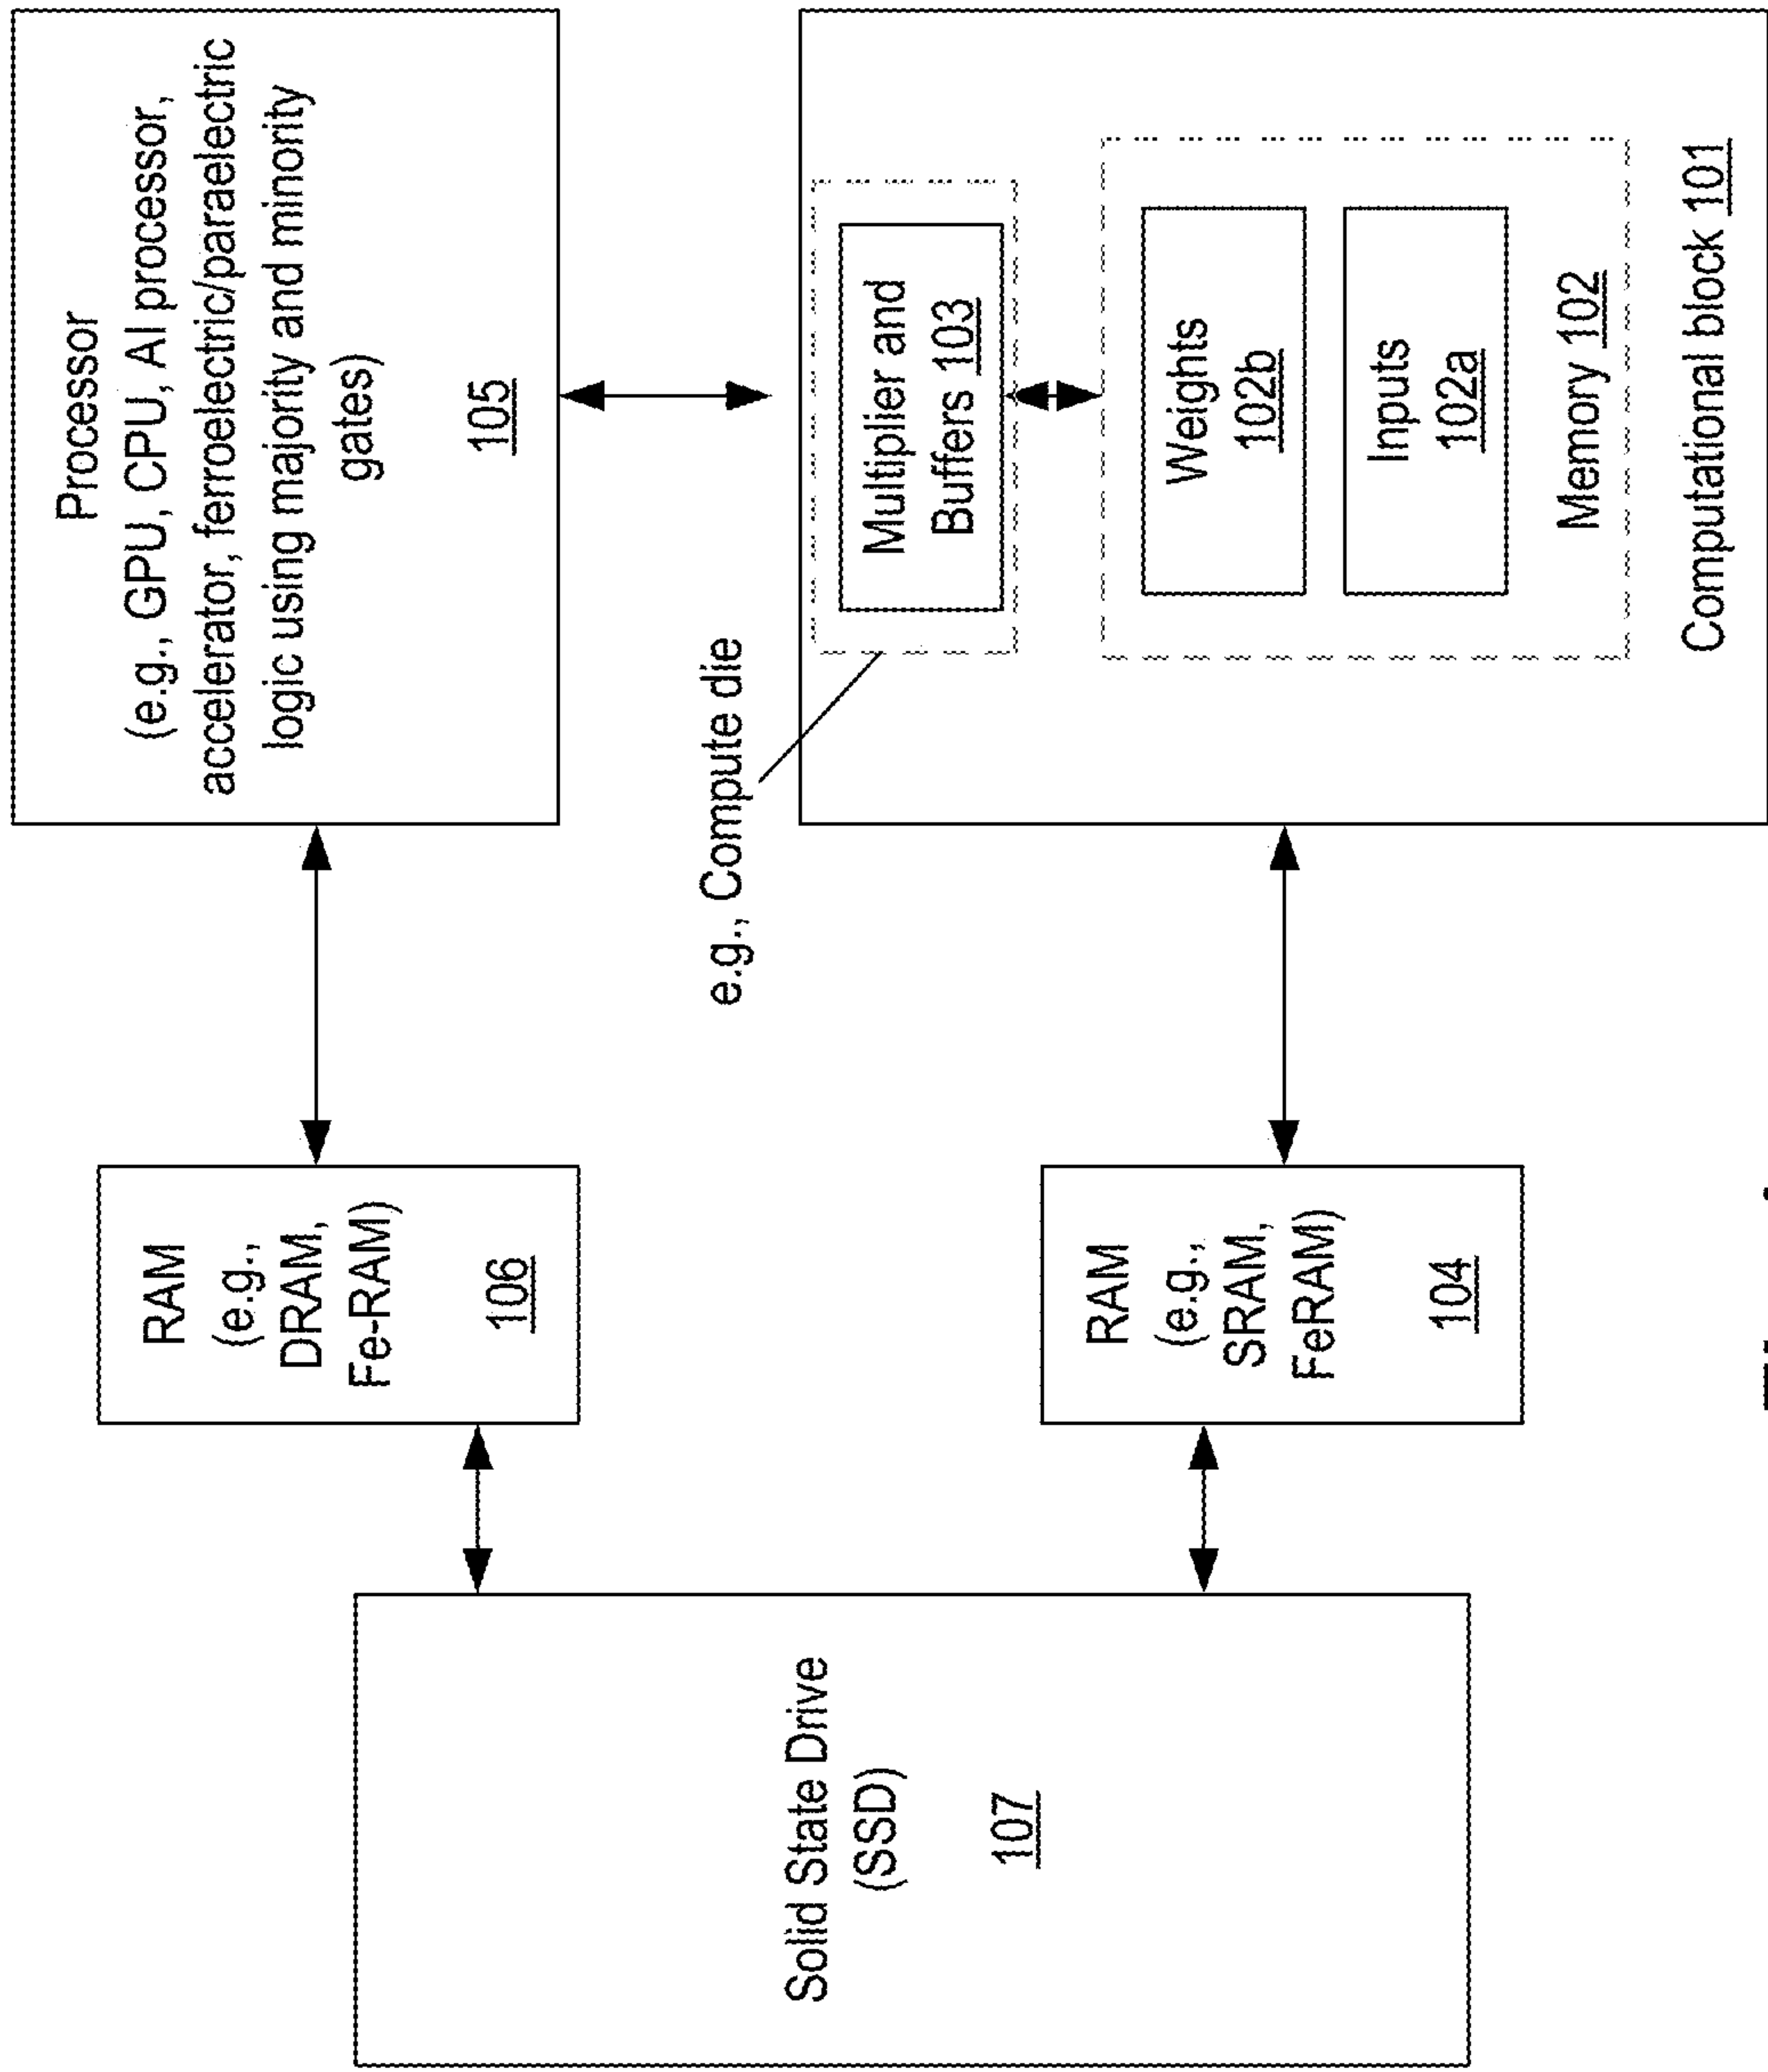 Solid State Drive
(SSD)
107
RAM
(e.g.,
DRAM,
Fe-RAM)
106
RAM
(e.g.,
SRAM,
FeRAM)
104
Processor
(e.g., GPU, CPU, AI processor,
accelerator, ferroelectric/paraelectric
logic using majority and minority
gates)
105
e.g., Compute die
Multiplier and
Buffers 103
Weights
102b
Inputs
102a
Memory 102
Computational block 101